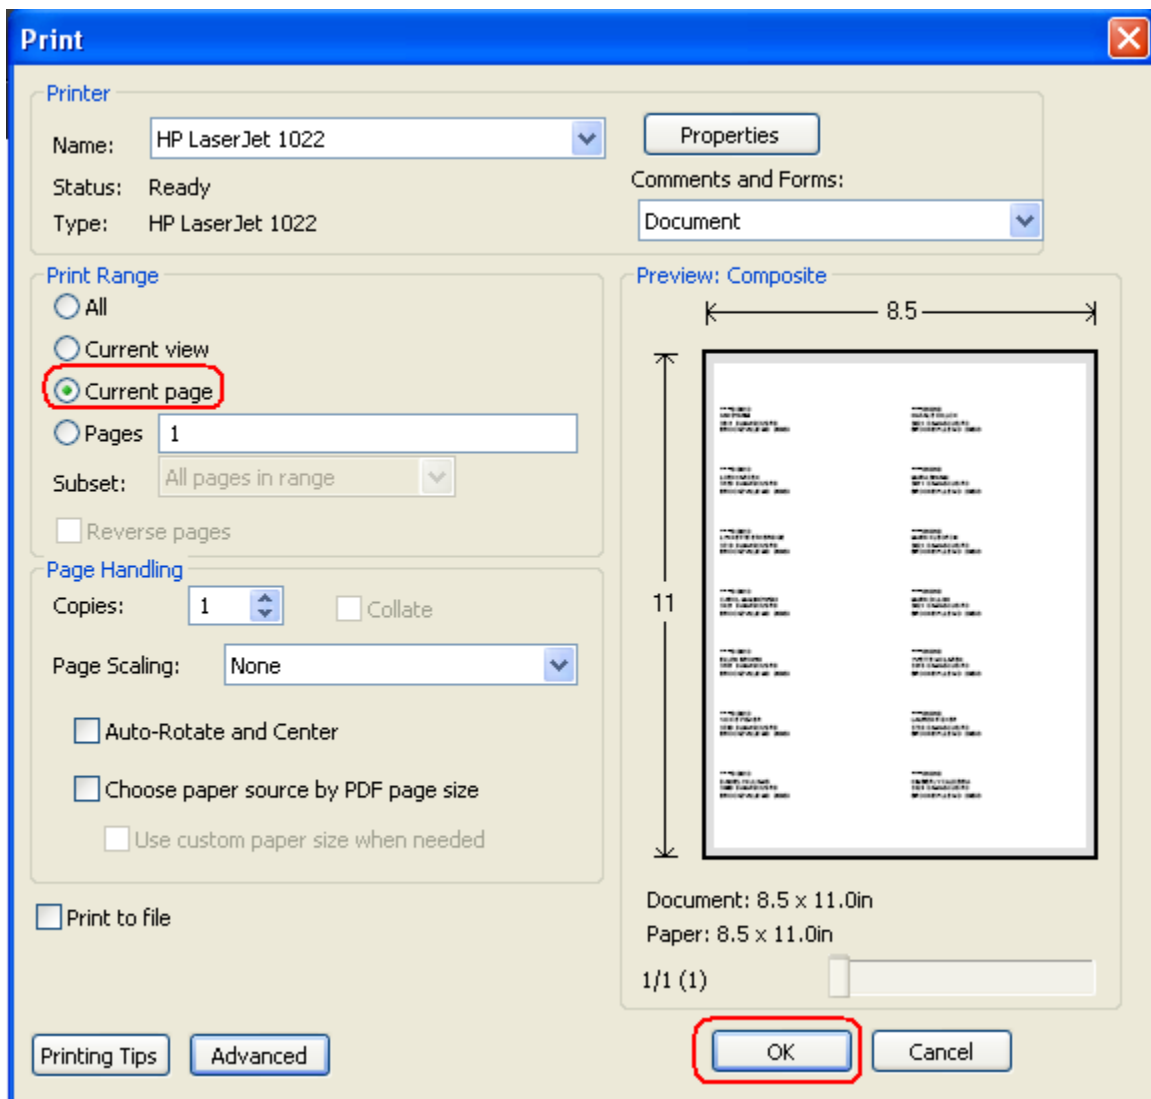 Print
Printer
Name: HP LaserJet 1022
Properties
Status: Ready
Comments and Forms:
Type: HP LaserJet 1022
Document
Print Range
All
Current view
Current page
Pages 1
Subset: All pages in range
Reverse pages
Page Handling
Copies: 1 Collate
Page Scaling: None
Auto-Rotate and Center
Choose paper source by PDF page size
Use custom paper size when needed
Print to file
Preview: Composite
8.5
11
Document: 8.5 x 11.0in
Paper: 8.5 x 11.0in
1/1 (1)
Printing Tips Advanced OK Cancel